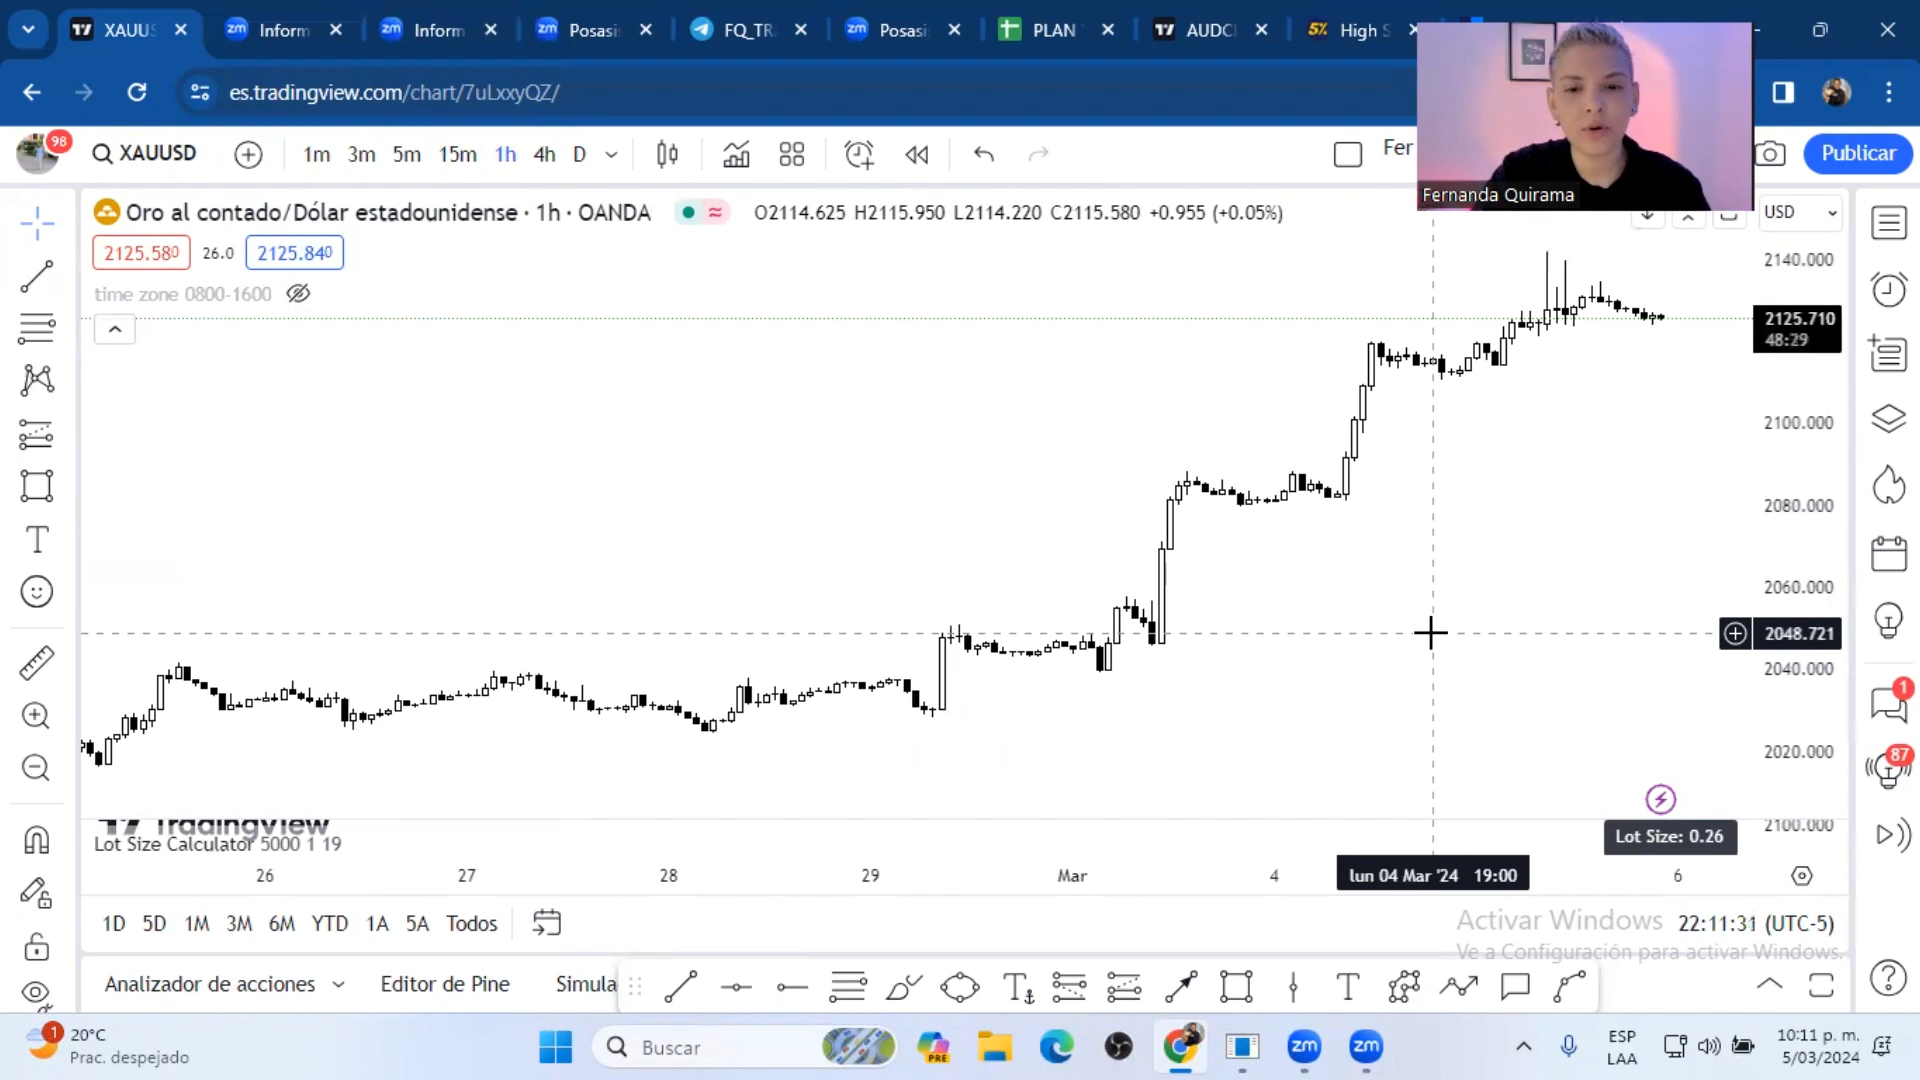 XAUUS
Inform
Inform
Posasi
FQ_TR
Posasi
PLAN
AUDC
High S
es.tradingview.com/chart/7uLxxyQZ/
98
XAUUSD
1m 3m 5m 15m 1h 4h D
Fer
Publicar
Fernanda Quirama
Oro al contado/Dólar estadounidense · 1h · OANDA
O2114.625 H2115.950 L2114.220 C2115.580 +0.955 (+0.05%)
USD
2125.580 26.0 2125.840
time zone 0800-1600
2140.000
2125.710
48:29
2100.000
2080.000
2060.000
2048.721
2040.000
2020.000
2100.000
TradingView
Lot Size Calculator 5000 1 19
Lot Size: 0.26
26 27 28 29 Mar 4 lun 04 Mar '24 19:00 6
1
87
1D 5D 1M 3M 6M YTD 1A 5A Todos
Activar Windows
22:11:31 (UTC-5)
Ve a Configuración para activar Windows.
Analizador de acciones Editor de Pine Simula
1
20°C
Prac. despejado
Buscar
PRE
ESP
LAA
10:11 p. m.
5/03/2024